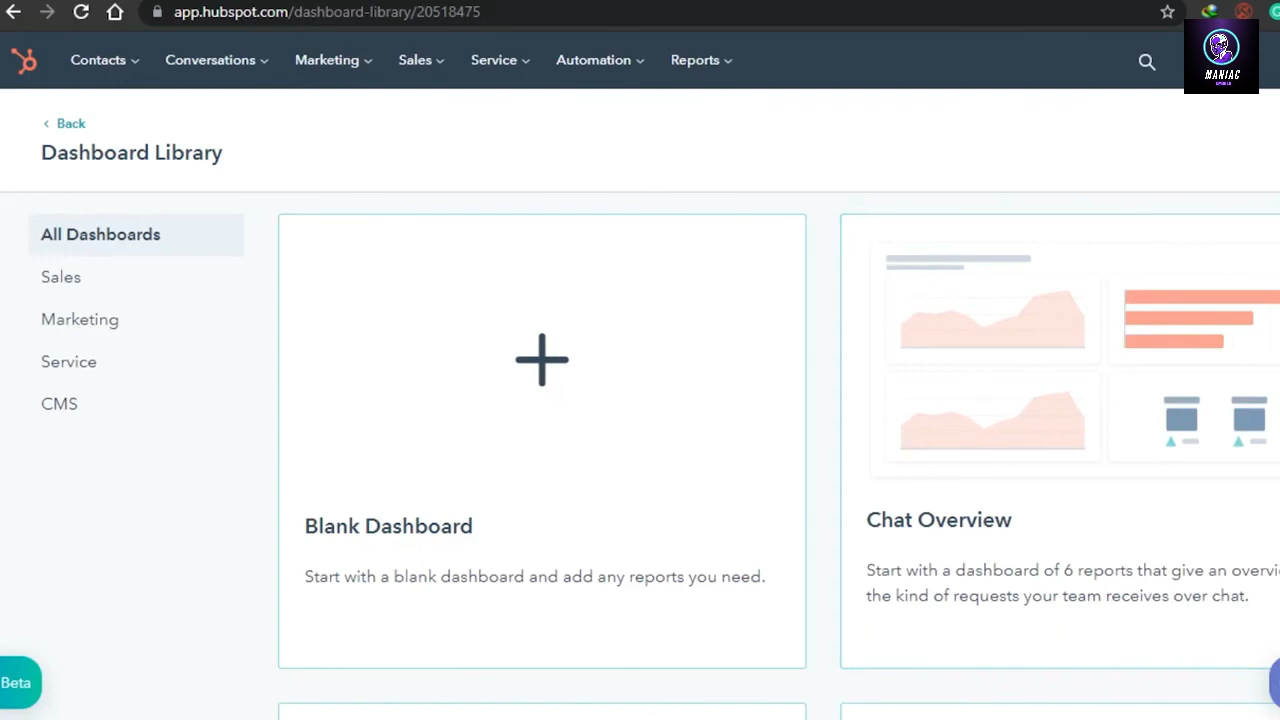 app.hubspot.com/dashboard-library/20518475
Contacts Conversations Marketing Sales Service Automation Reports
MANIAC
Back
Dashboard Library
All Dashboards
Sales
Marketing
Service
CMS
Blank Dashboard
Start with a blank dashboard and add any reports you need.
Chat Overview
Start with a dashboard of 6 reports that give an overvi
the kind of requests your team receives over chat.
Beta